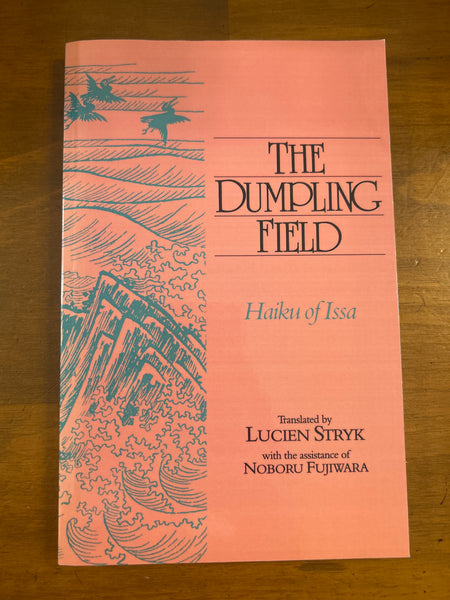 THE
DUMPLING
FIELD
Haiku of Issa
Translated by
LUCIEN STRYK
with the assistance of
NOBORU FUJIWARA